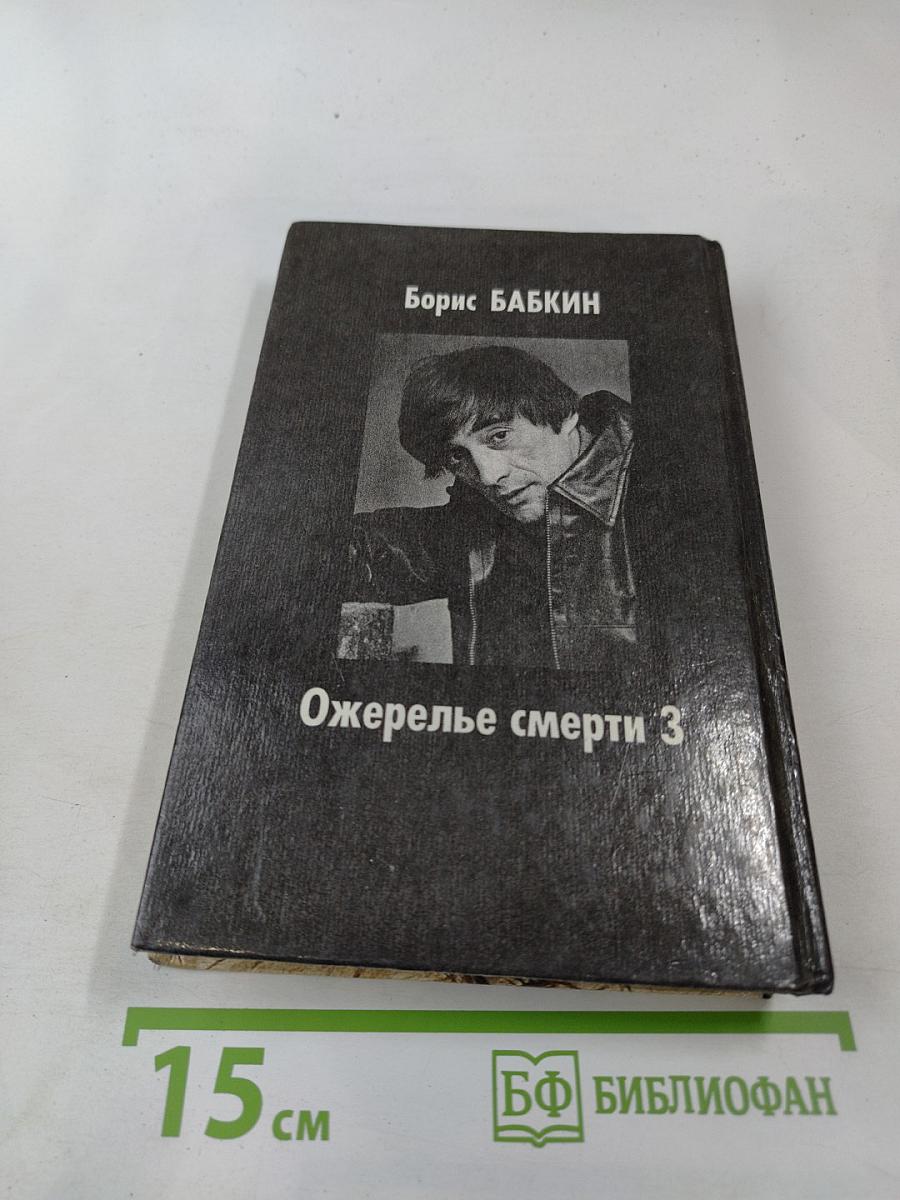 Борис БАБКИН
Ожерелье смерти 3
15 см
БФ БИБЛИОФАН